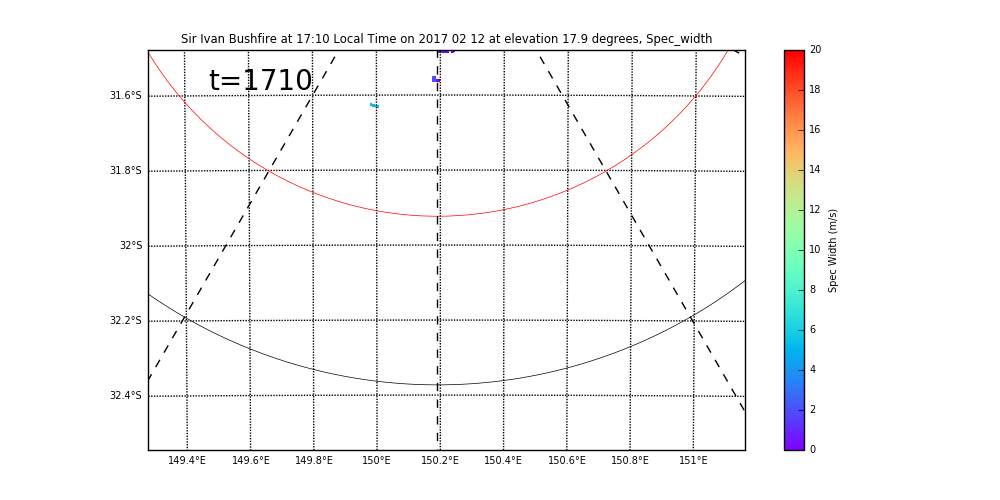 Sir Ivan Bushfire at 17:10 Local Time on 2017 02 12 at elevation 17.9 degrees, Spec_width
t=1710
31.6°S
31.8°S
32°S
32.2°S
32.4°S
149.4°E 149.6°E 149.8°E 150°E 150.2°E 150.4°E 150.6°E 150.8°E 151°E
20
18
16
14
12
10
8
6
4
2
0
Spec Width (m/s)